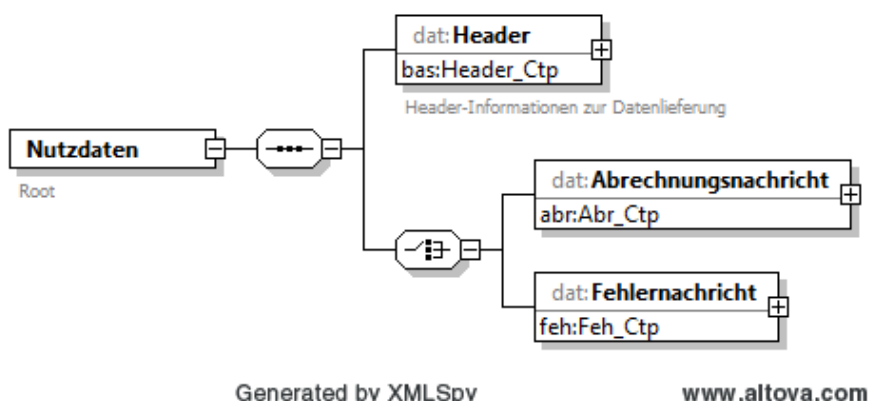 dat:Header
bas:Header_Ctp
Header-Informationen zur Datenlieferung
Nutzdaten
Root
dat:Abrechnungsnachricht
abr:Abr_Ctp
dat:Fehlernachricht
feh:Feh_Ctp
Generated by XMLSpy
www.altova.com